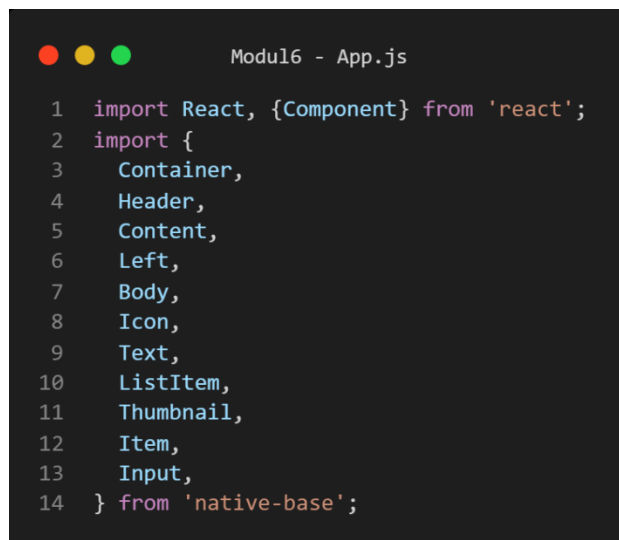 Modul6 - App.js
1 import React, {Component} from 'react';
2 import {
3 Container,
4 Header,
5 Content,
6 Left,
7 Body,
8 Icon,
9 Text,
10 ListItem,
11 Thumbnail,
12 Item,
13 Input,
14 } from 'native-base';